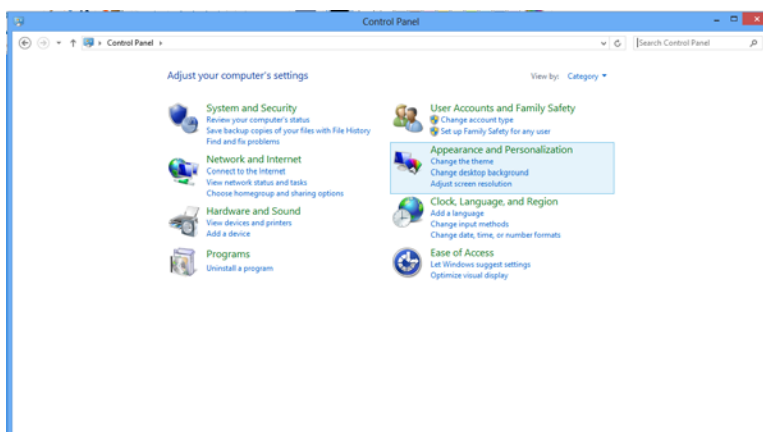 Control Panel
Control Panel
Search Control Panel
Adjust your computer's settings
View by: Category
System and Security
Review your computer's status
Save backup copies of your files with File History
Find and fix problems
Network and Internet
Connect to the Internet
View network status and tasks
Choose homegroup and sharing options
Hardware and Sound
View devices and printers
Add a device
Programs
Uninstall a program
User Accounts and Family Safety
Change account type
Set up Family Safety for any user
Appearance and Personalization
Change the theme
Change desktop background
Adjust screen resolution
Clock, Language, and Region
Add a language
Change input methods
Change date, time, or number formats
Ease of Access
Let Windows suggest settings
Optimize visual display